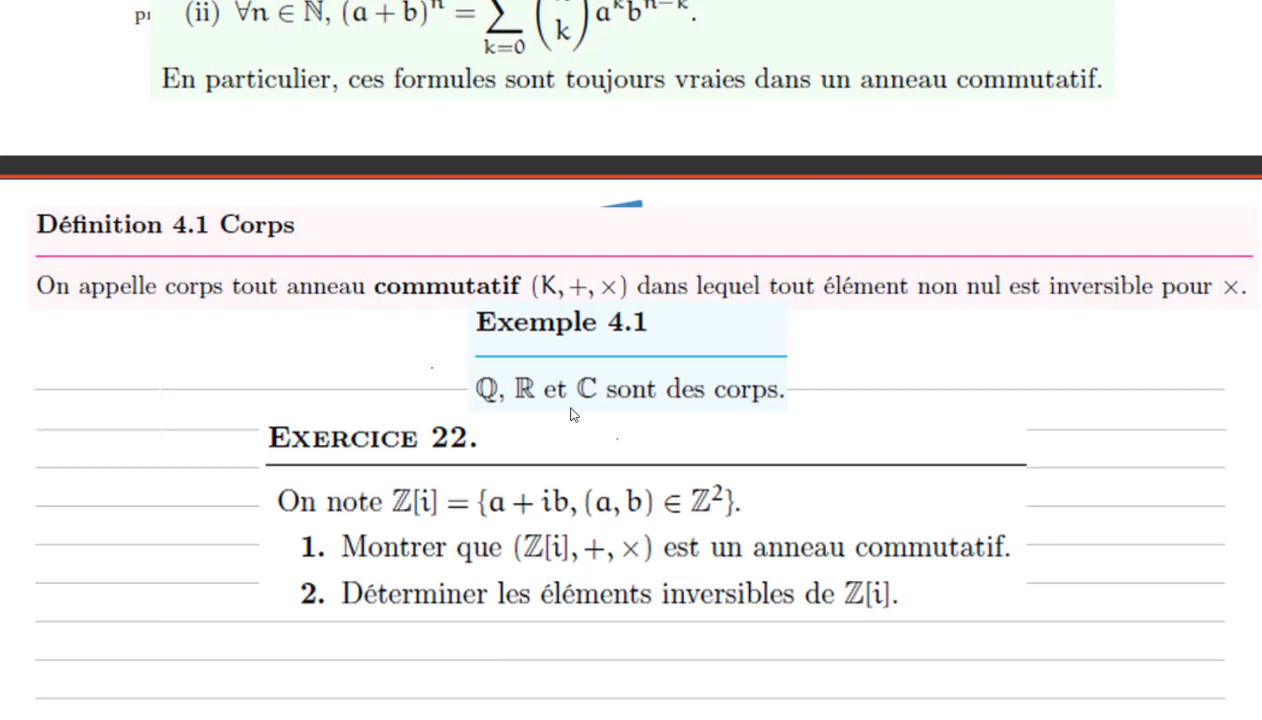 (ii) ∀n ∈ ℕ, (a + b)ⁿ = ∑ₖ₌₀ ( k ) aᵏbⁿ⁻ᵏ.
En particulier, ces formules sont toujours vraies dans un anneau commutatif.
Définition 4.1 Corps
On appelle corps tout anneau commutatif (K, +, ×) dans lequel tout élément non nul est inversible pour ×.
Exemple 4.1
ℚ, ℝ et ℂ sont des corps.
EXERCICE 22.
On note ℤ[i] = {a + ib, (a, b) ∈ ℤ²}.
1. Montrer que (ℤ[i], +, ×) est un anneau commutatif.
2. Déterminer les éléments inversibles de ℤ[i].